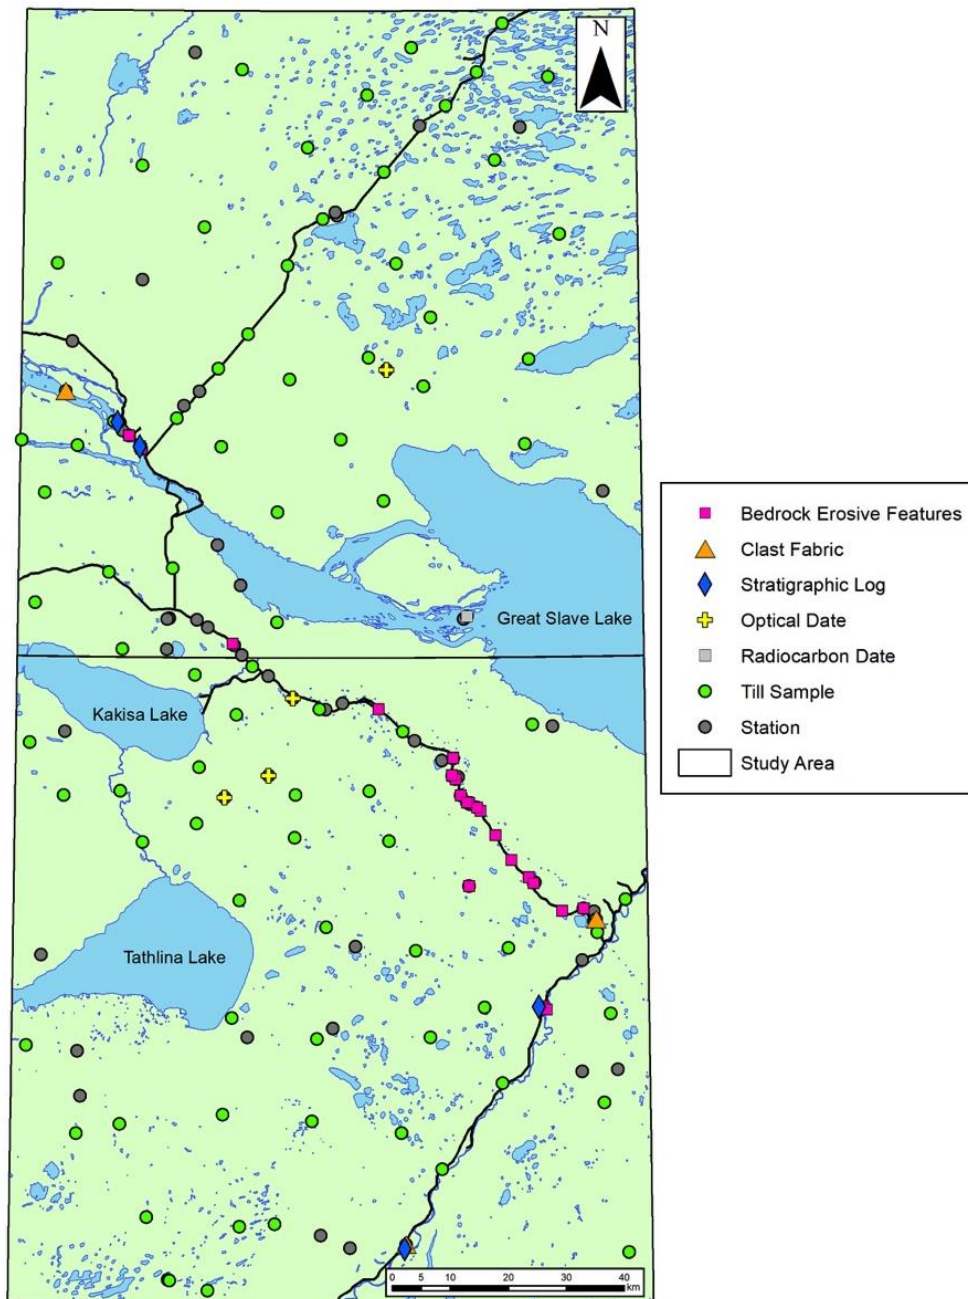 N
Great Slave Lake
Kakisa Lake
Tathlina Lake
0 5 10 20 30 40
km
Bedrock Erosive Features
Clast Fabric
Stratigraphic Log
Optical Date
Radiocarbon Date
Till Sample
Station
Study Area